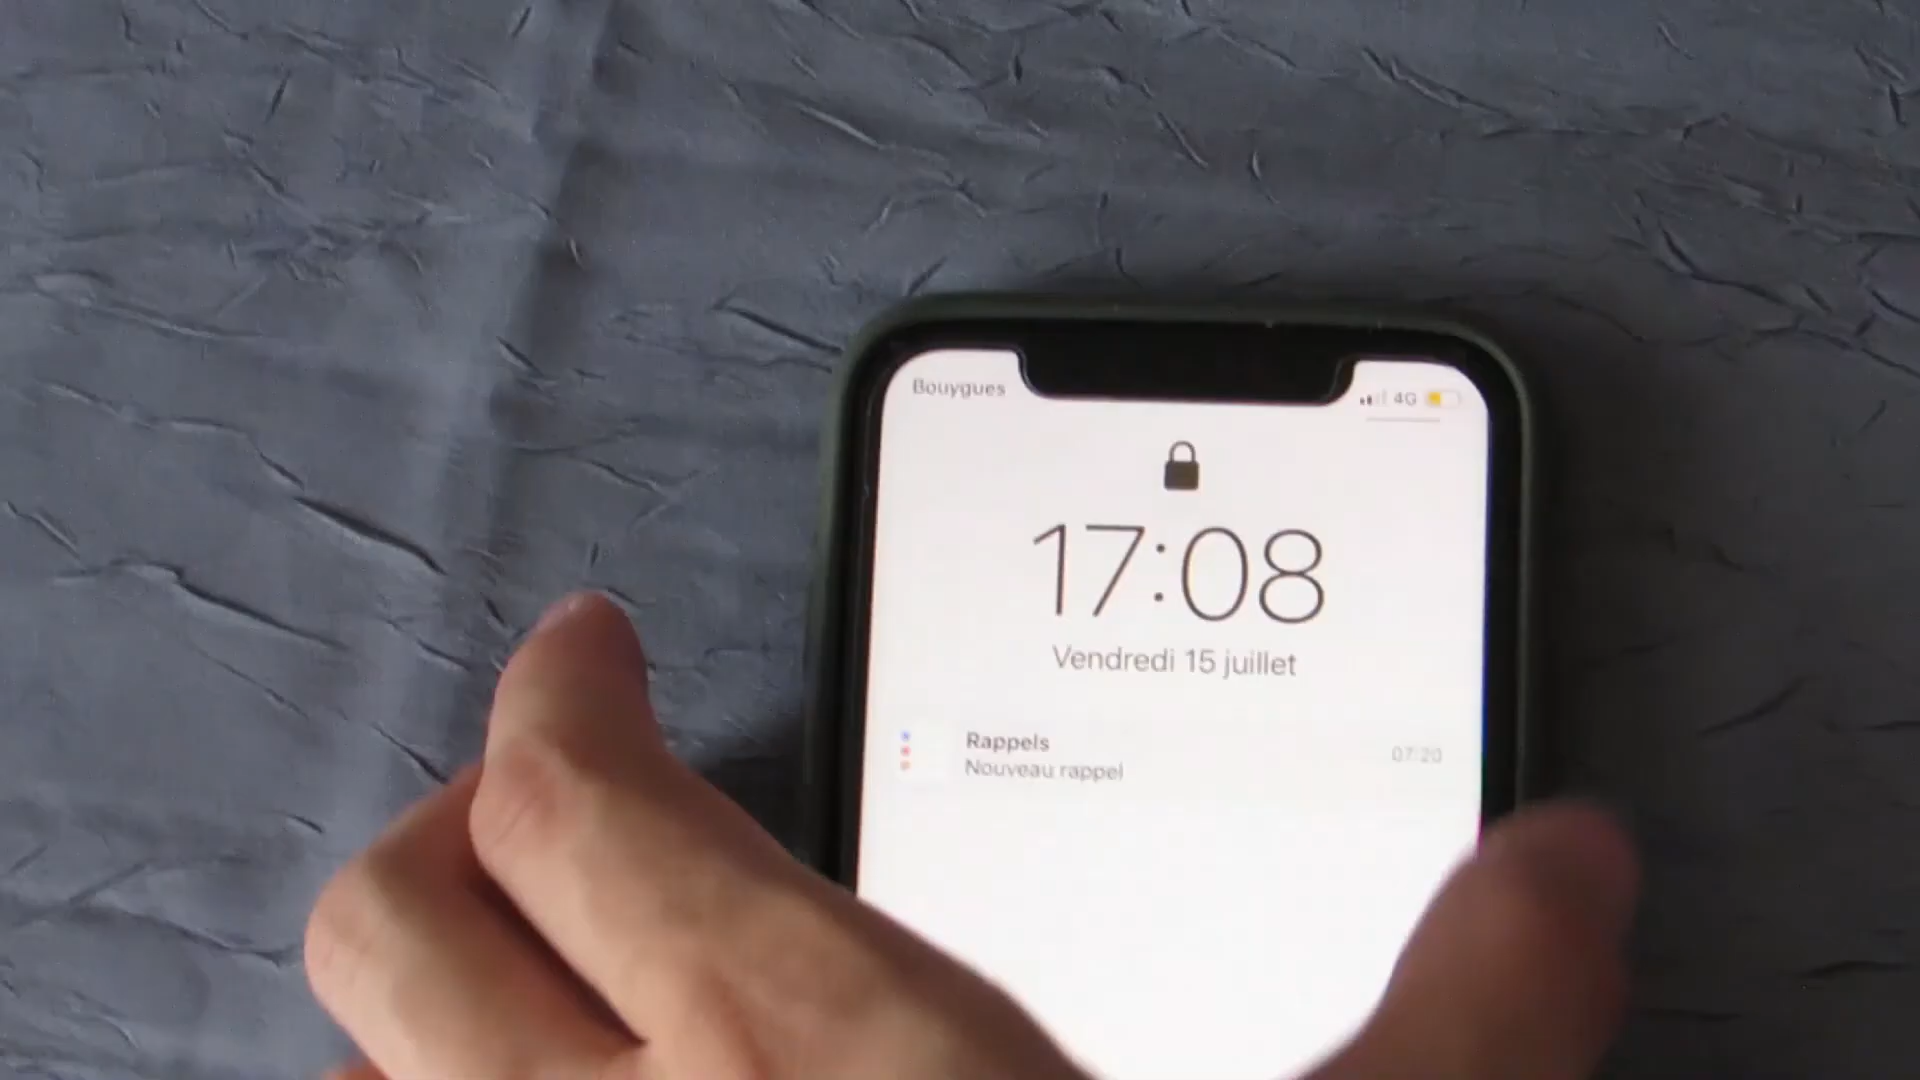 Bouygues
4G
17:08
Vendredi 15 juillet
Rappels
07:20
Nouveau rappel